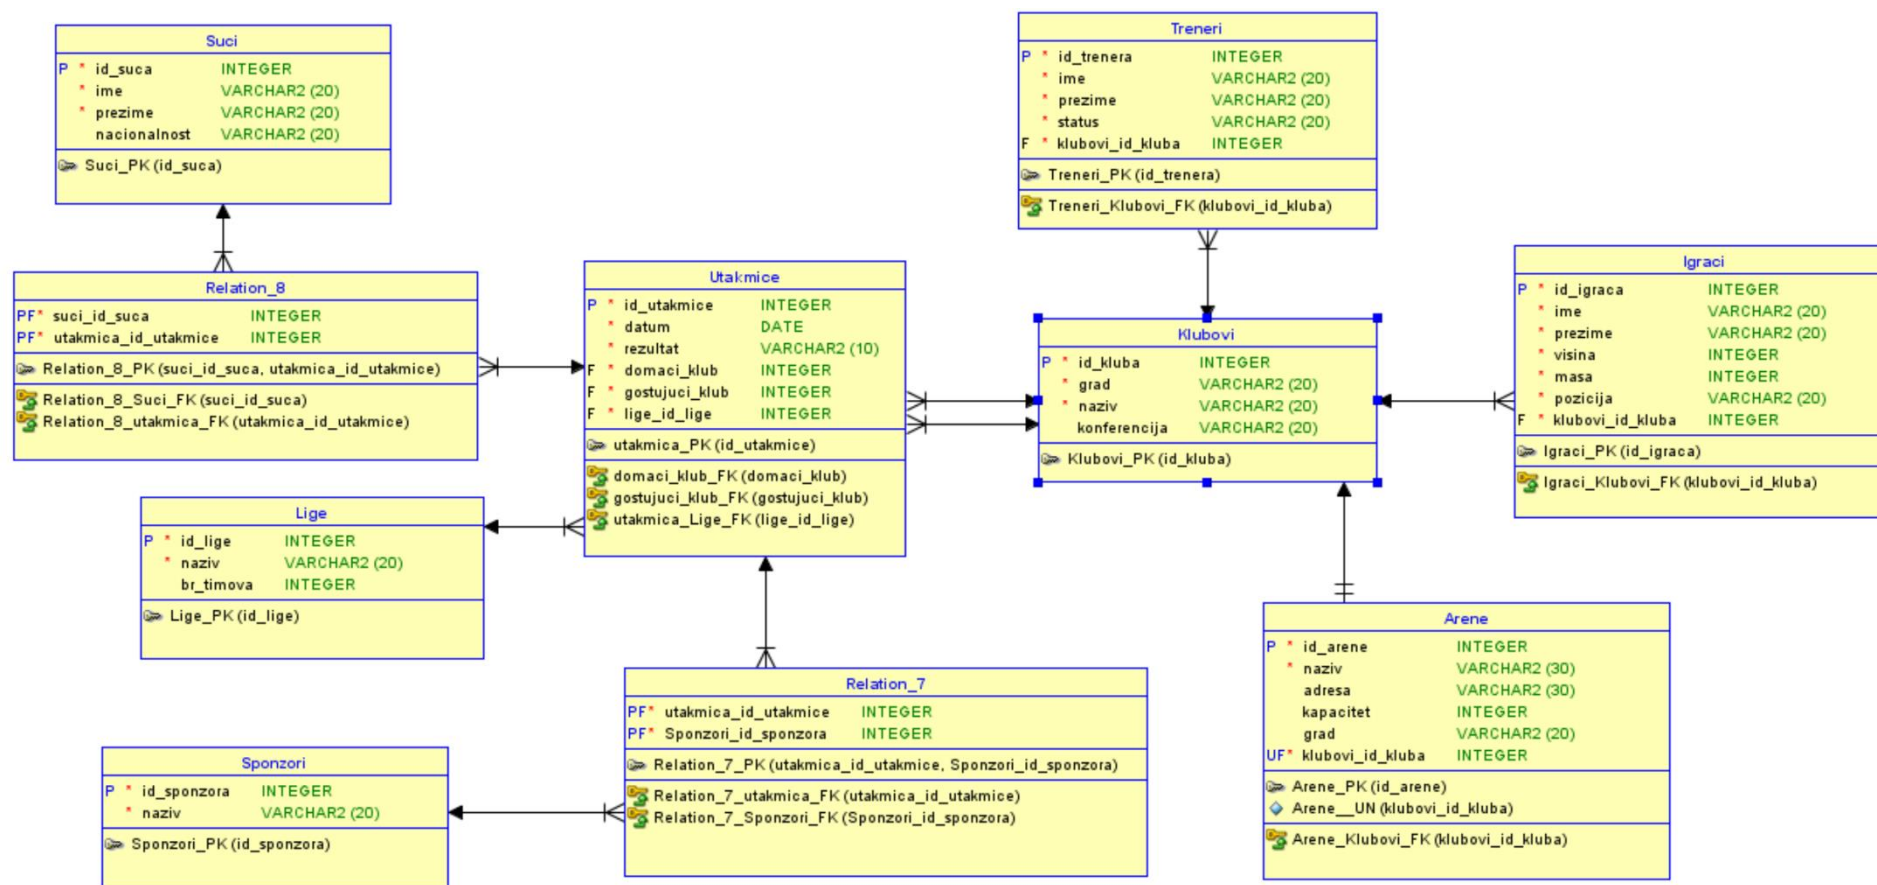 Suci
P * id_suca INTEGER
* ime VARCHAR2 (20)
* prezime VARCHAR2 (20)
nacionalnost VARCHAR2 (20)
Suci_PK (id_suca)
Treneri
P * id_trenera INTEGER
* ime VARCHAR2 (20)
* prezime VARCHAR2 (20)
* status VARCHAR2 (20)
F * klubovi_id_kluba INTEGER
Treneri_PK (id_trenera)
Treneri_Klubovi_FK (klubovi_id_kluba)
Relation_8
PF* suci_id_suca INTEGER
PF* utakmica_id_utakmice INTEGER
Relation_8_PK (suci_id_suca, utakmica_id_utakmice)
Relation_8_Suci_FK (suci_id_suca)
Relation_8_utakmica_FK (utakmica_id_utakmice)
Utakmice
P * id_utakmice INTEGER
* datum DATE
* rezultat VARCHAR2 (10)
F * domaci_klub INTEGER
F * gostujuci_klub INTEGER
F * lige_id_lige INTEGER
utakmica_PK (id_utakmice)
domaci_klub_FK (domaci_klub)
gostujuci_klub_FK (gostujuci_klub)
utakmica_Lige_FK (lige_id_lige)
Klubovi
P * id_kluba INTEGER
* grad VARCHAR2 (20)
* naziv VARCHAR2 (20)
konferencija VARCHAR2 (20)
Klubovi_PK (id_kluba)
Igraci
P * id_igraca INTEGER
* ime VARCHAR2 (20)
* prezime VARCHAR2 (20)
* visina INTEGER
* masa INTEGER
* pozicija VARCHAR2 (20)
F * klubovi_id_kluba INTEGER
Igraci_PK (id_igraca)
Igraci_Klubovi_FK (klubovi_id_kluba)
Lige
P * id_lige INTEGER
* naziv VARCHAR2 (20)
br_timova INTEGER
Lige_PK (id_lige)
Relation_7
PF* utakmica_id_utakmice INTEGER
PF* Sponzori_id_sponzora INTEGER
Relation_7_PK (utakmica_id_utakmice, Sponzori_id_sponzora)
Relation_7_utakmica_FK (utakmica_id_utakmice)
Relation_7_Sponzori_FK (Sponzori_id_sponzora)
Arene
P * id_arene INTEGER
* naziv VARCHAR2 (30)
adresa VARCHAR2 (30)
kapacitet INTEGER
grad VARCHAR2 (20)
UF* klubovi_id_kluba INTEGER
Arene_PK (id_arene)
Arene__UN (klubovi_id_kluba)
Arene_Klubovi_FK (klubovi_id_kluba)
Sponzori
P * id_sponzora INTEGER
* naziv VARCHAR2 (20)
Sponzori_PK (id_sponzora)